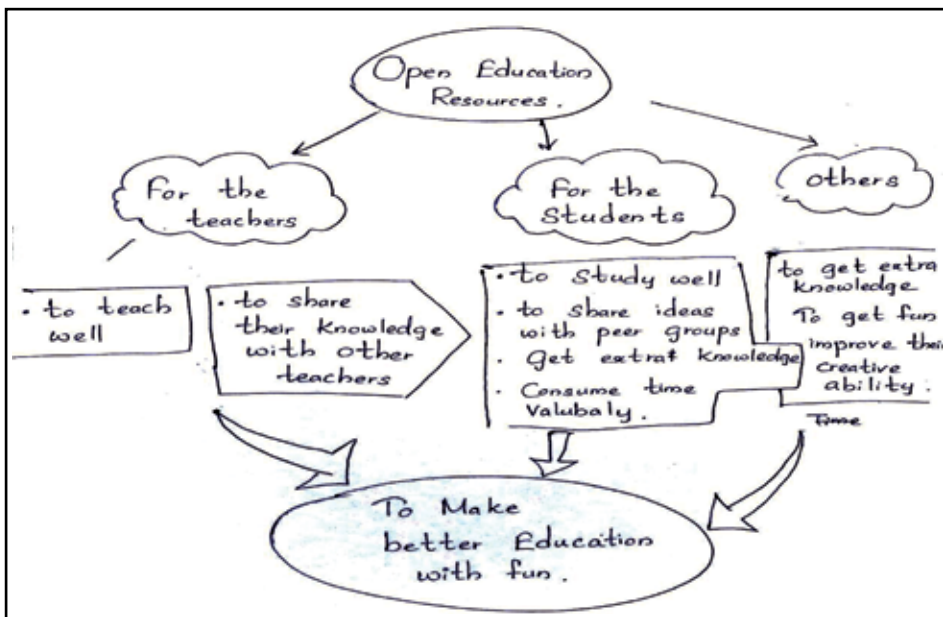 Open Education
Resources.
For the
teachers
For the
Students
others
• to teach
well
• to share
their knowledge
with other
teachers
• to Study well
• to share ideas
with peer groups
• Get extrat knowledge
• Consume time
Valubaly.
to get extra
knowledge
To get fun
improve their
creative
ability.
Time
To Make
better Education
with fun.